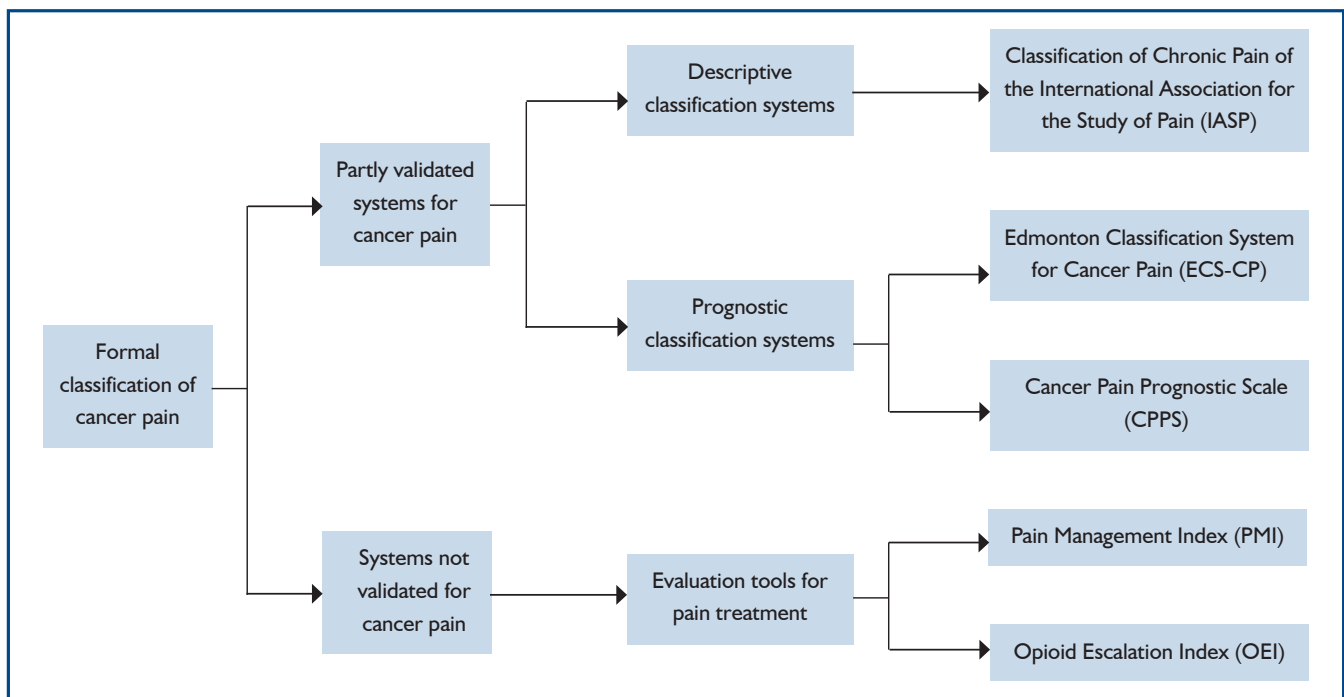 Formal
classification of
cancer pain
Partly validated
systems for
cancer pain
Systems not
validated for
cancer pain
Descriptive
classification systems
Prognostic
classification systems
Evaluation tools for
pain treatment
Classification of Chronic Pain of
the International Association for
the Study of Pain (IASP)
Edmonton Classification System
for Cancer Pain (ECS-CP)
Cancer Pain Prognostic Scale
(CPPS)
Pain Management Index (PMI)
Opioid Escalation Index (OEI)